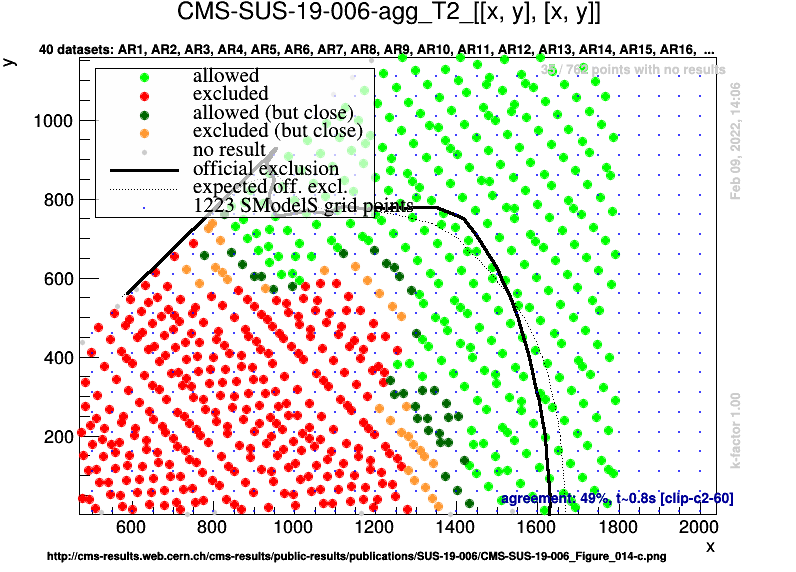 CMS-SUS-19-006-agg_T2_[[x, y], [x, y]]
40 datasets: AR1, AR2, AR3, AR4, AR5, AR6, AR7, AR8, AR9, AR10, AR11, AR12, AR13, AR14, AR15, AR16, ...
y
points with no results
allowed
excluded
allowed (but close)
excluded (but close)
no result
official exclusion
expected off. excl.
1223 SModelS grid points
Feb 09, 2022, 14:06
k-factor 1.00
1000
800
600
400
200
agreement: 49%, t~0.8s [clip-c2-60]
600 800 1000 1200 1400 1600 1800 2000
x
http://cms-results.web.cern.ch/cms-results/public-results/publications/SUS-19-006/CMS-SUS-19-006_Figure_014-c.png